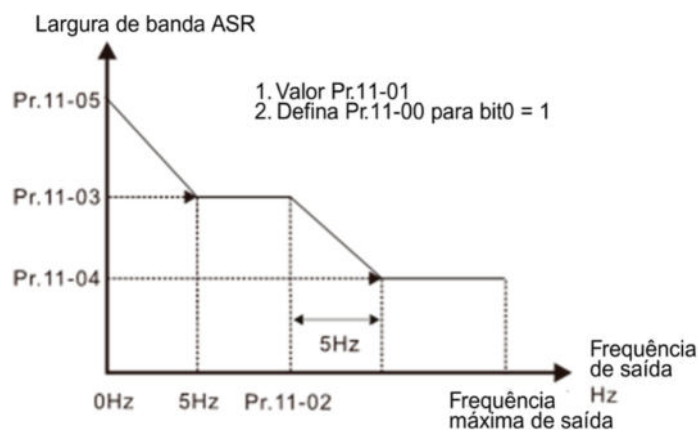 Largura de banda ASR
1. Valor Pr.11-01
2. Defina Pr.11-00 para bit0 = 1
Pr.11-05
Pr.11-03
Pr.11-04
5Hz
Frequência
de saída
Hz
0Hz 5Hz Pr.11-02
Frequência
máxima de saída